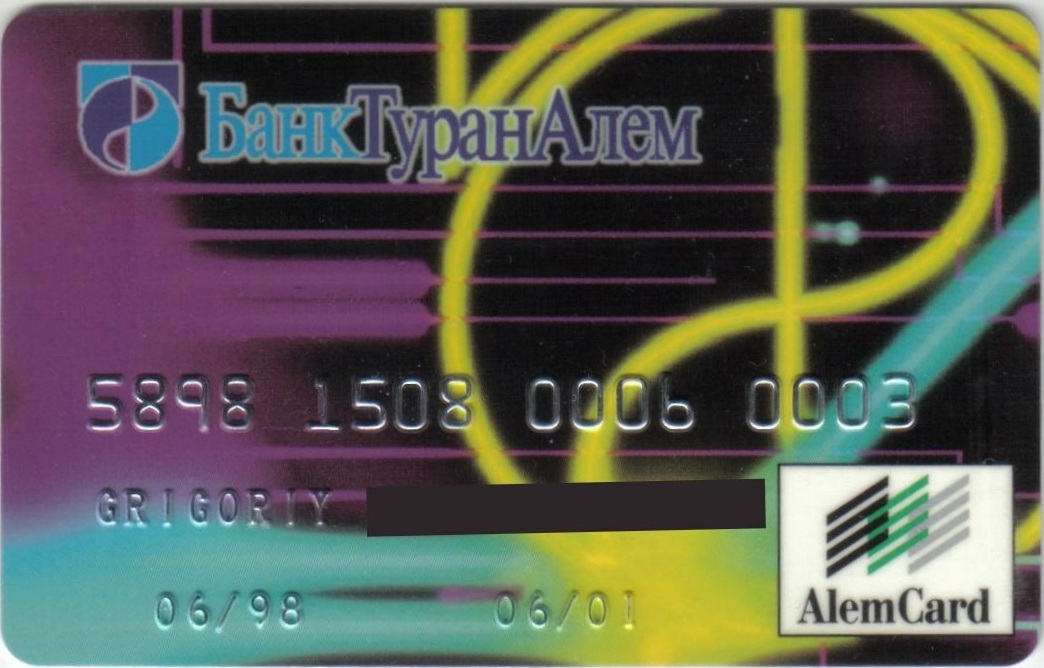 БанкТуранАлем
5898 1508 0006 0003
GRIGORIY
06/98 06/01
AlemCard